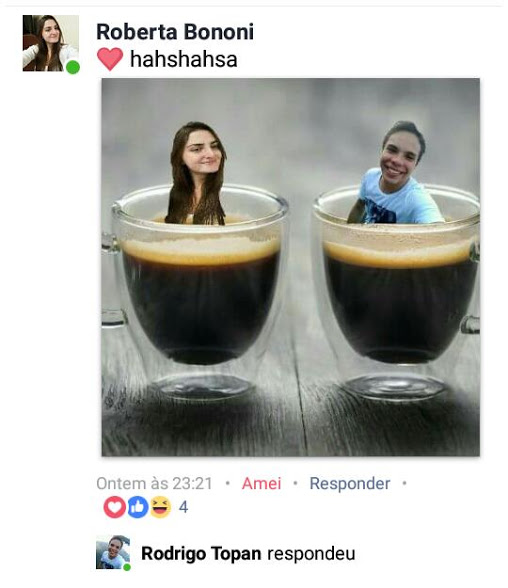 Roberta Bononi
hahshahsa
Ontem às 23:21 • Amei • Responder •
4
Rodrigo Topan respondeu